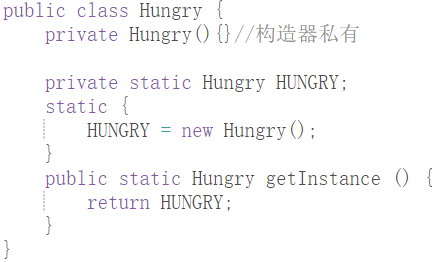 public class Hungry {
    private Hungry(){}//构造器私有

    private static Hungry HUNGRY;
    static {
        HUNGRY = new Hungry();
    }
    public static Hungry getInstance () {
        return HUNGRY;
    }
}